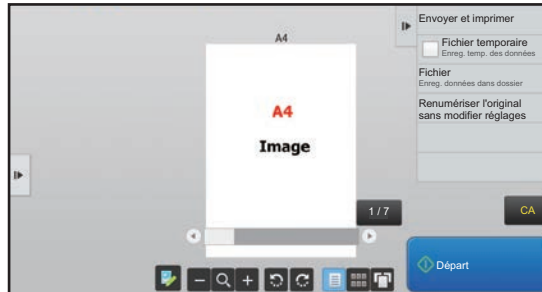 A4
A4
Image
1 / 7
Envoyer et imprimer
Fichier temporaire
Enreg. temp. des données
Fichier
Enreg. données dans dossier
Renumériser l'original
sans modifier réglages
CA
Départ